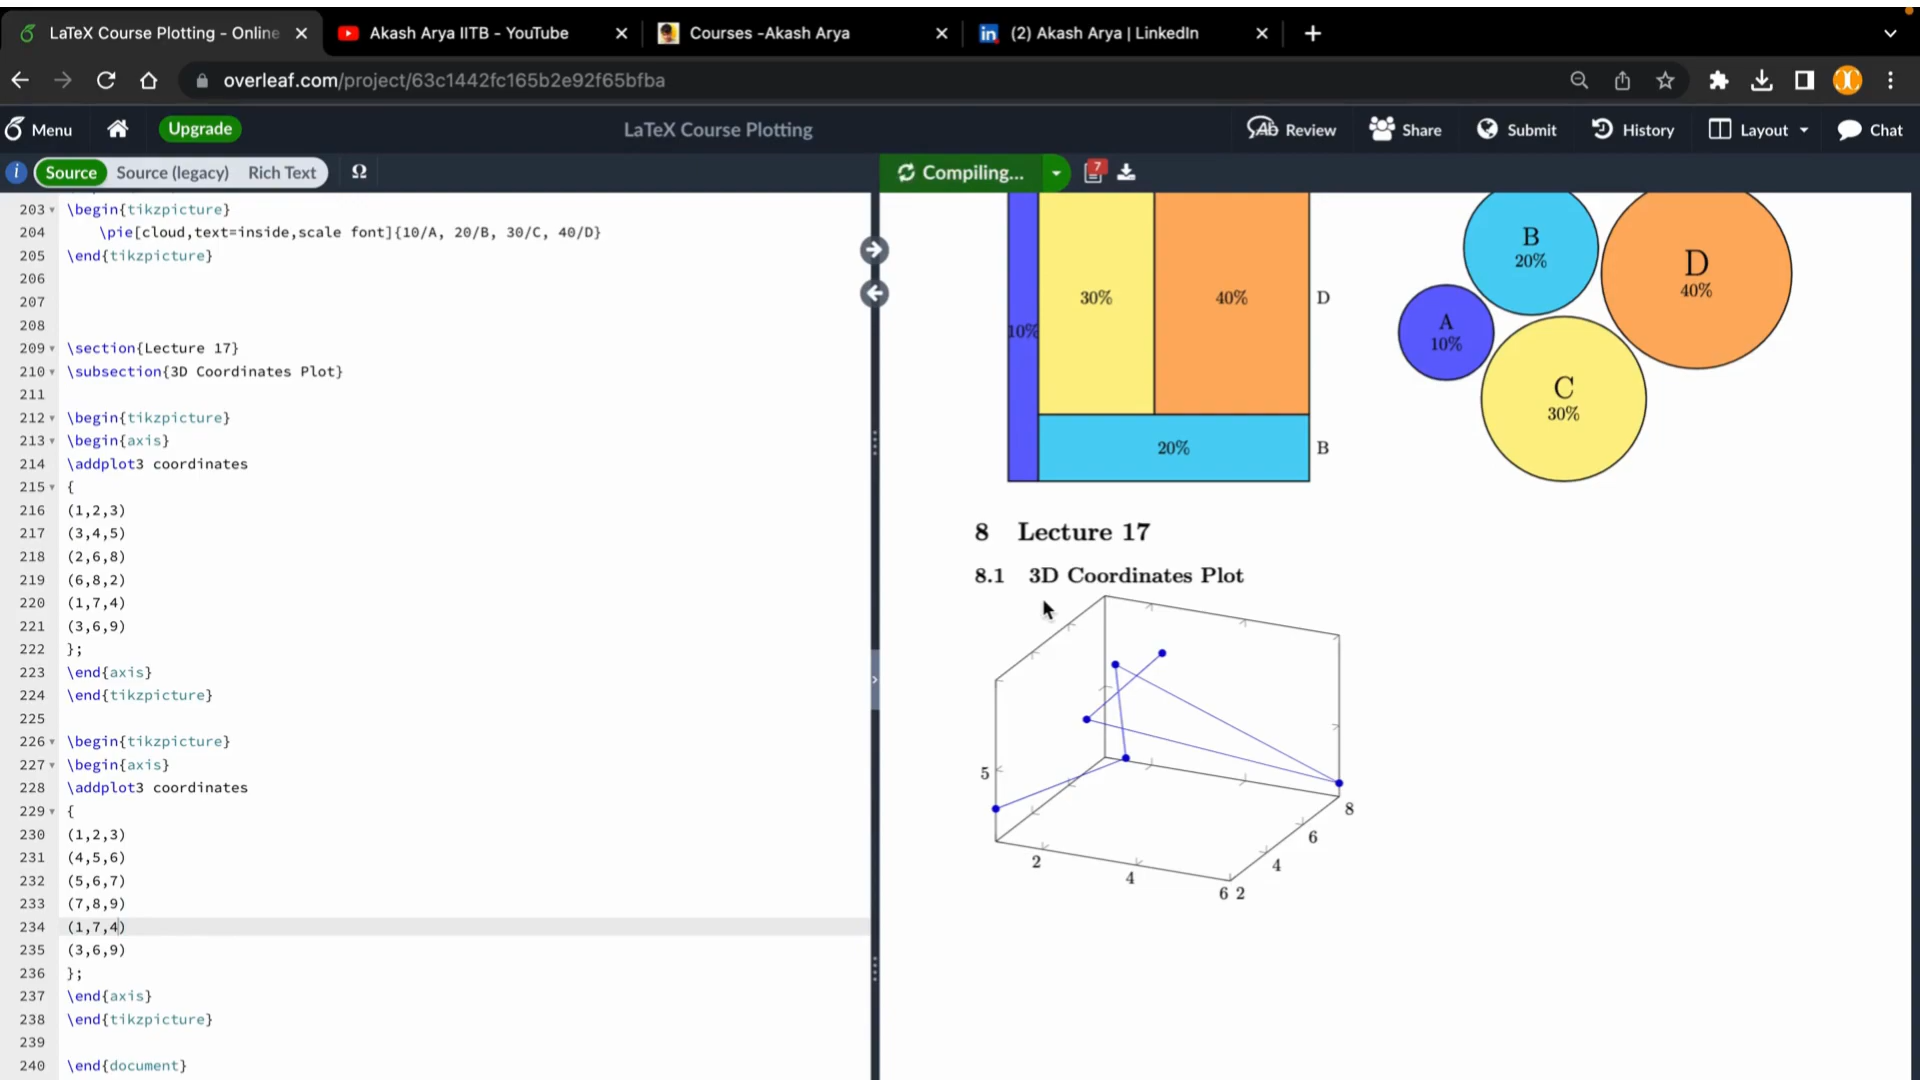 LaTeX Course Plotting - Online
Akash Arya IITB - YouTube
Courses -Akash Arya
(2) Akash Arya | LinkedIn
overleaf.com/project/63c1442fc165b2e92f65bfba
Menu
Upgrade
LaTeX Course Plotting
Review
Share
Submit
History
Layout
Chat
Source
Source (legacy)
Rich Text
Ω
Compiling...
7
203 \begin{tikzpicture}
204 \pie[cloud,text=inside,scale font]{10/A, 20/B, 30/C, 40/D}
205 \end{tikzpicture}
206
207
208
209 \section{Lecture 17}
210 \subsection{3D Coordinates Plot}
211
212 \begin{tikzpicture}
213 \begin{axis}
214 \addplot3 coordinates
215 {
216 (1,2,3)
217 (3,4,5)
218 (2,6,8)
219 (6,8,2)
220 (1,7,4)
221 (3,6,9)
222 };
223 \end{axis}
224 \end{tikzpicture}
225
226 \begin{tikzpicture}
227 \begin{axis}
228 \addplot3 coordinates
229 {
230 (1,2,3)
231 (4,5,6)
232 (5,6,7)
233 (7,8,9)
234 (1,7,4)
235 (3,6,9)
236 };
237 \end{axis}
238 \end{tikzpicture}
239
240 \end{document}
10%
30%
40%
D
20%
B
B
20%
D
40%
A
10%
C
30%
8 Lecture 17
8.1 3D Coordinates Plot
5
2
4
6
2
4
6
8